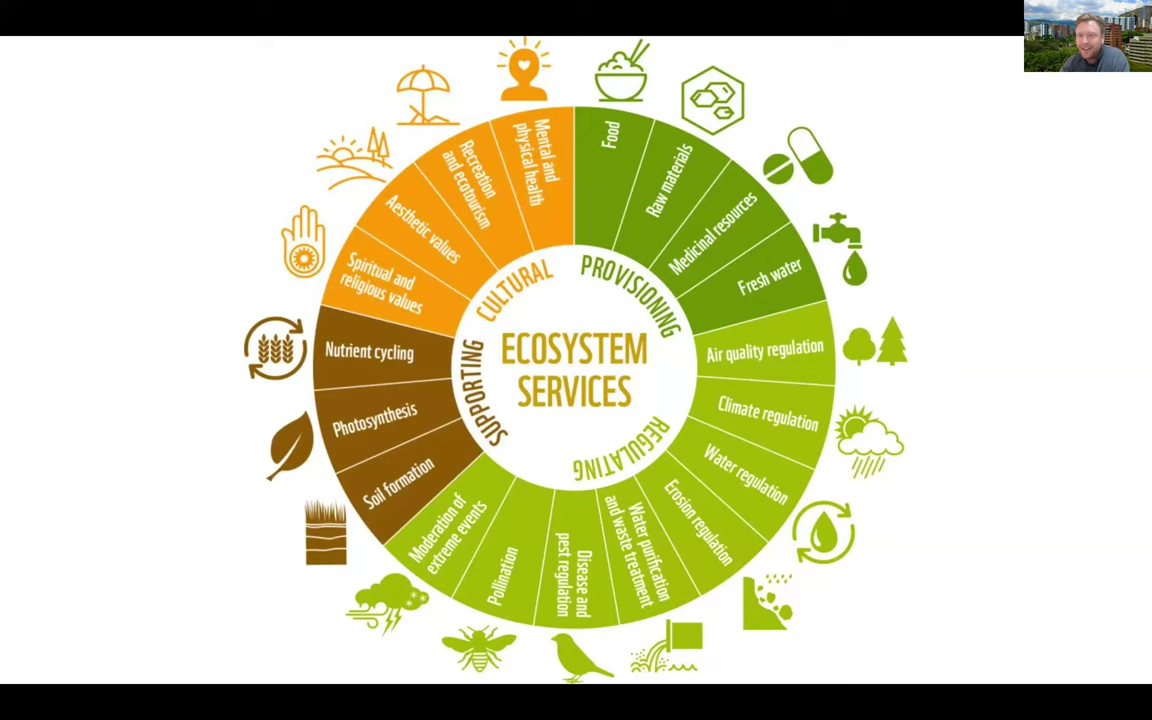 ECOSYSTEM
SERVICES
PROVISIONING
Food
Raw materials
Medicinal resources
Fresh water
REGULATING
Air quality regulation
Climate regulation
Water regulation
Erosion regulation
Water purification
and waste treatment
Disease and
pest regulation
Pollination
Moderation of
extreme events
SUPPORTING
Soil formation
Photosynthesis
Nutrient cycling
CULTURAL
Spiritual and
religious values
Aesthetic values
Recreation
and ecotourism
Mental and
physical health